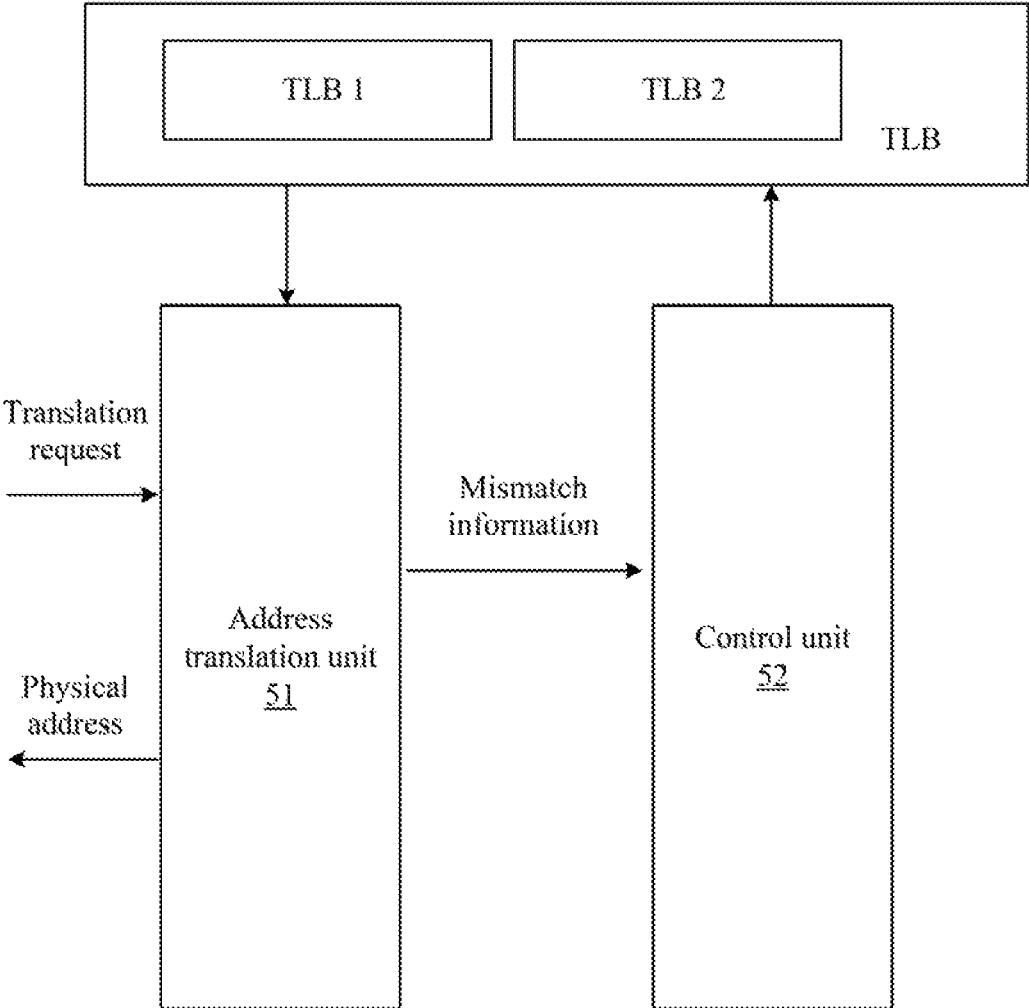 TLB 1
TLB 2
TLB
Translation
request
Mismatch
information
Address
translation unit
51
Control unit
52
Physical
address